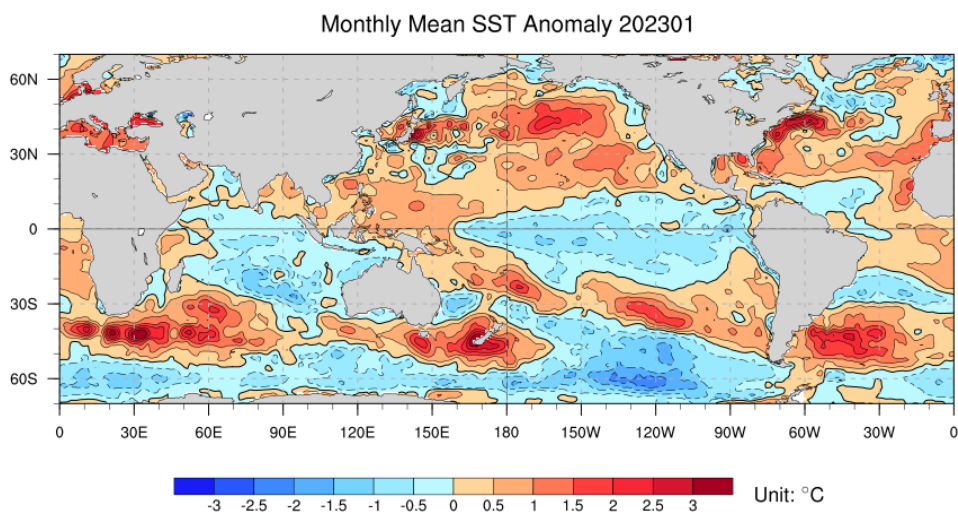 Monthly Mean SST Anomaly 202301
60N
30N
0
30S
60S
0 30E 60E 90E 120E 150E 180 150W 120W 90W 60W 30W 0
-3 -2.5 -2 -1.5 -1 -0.5 0 0.5 1 1.5 2 2.5 3
Unit: °C